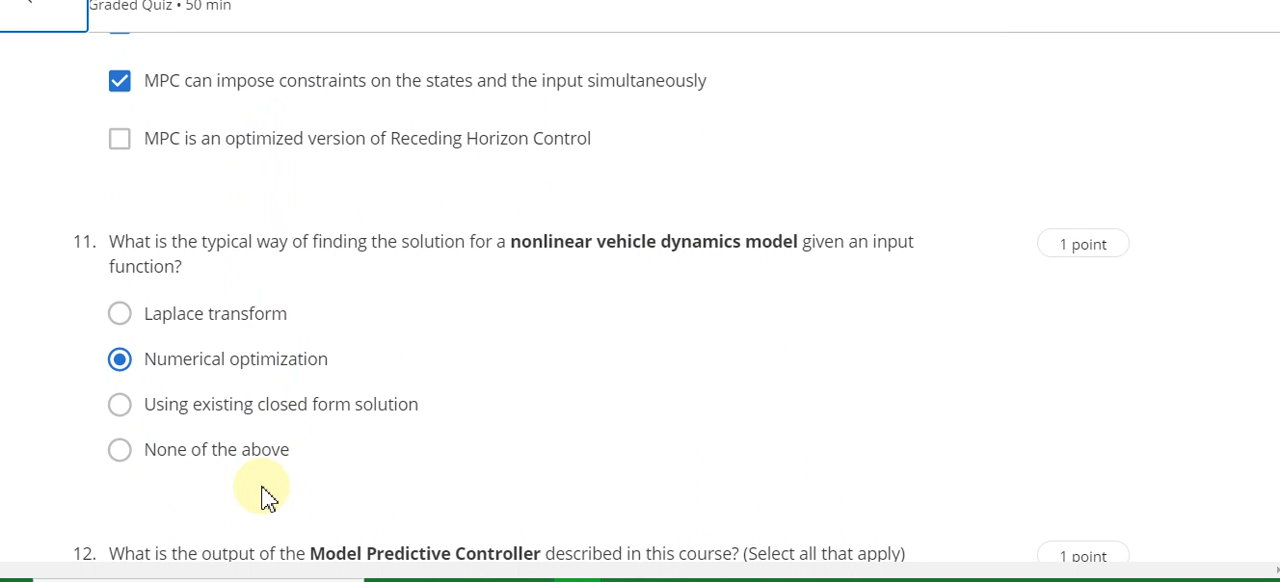 Graded Quiz • 50 min
MPC can impose constraints on the states and the input simultaneously
MPC is an optimized version of Receding Horizon Control
11. What is the typical way of finding the solution for a nonlinear vehicle dynamics model given an input
function?
1 point
Laplace transform
Numerical optimization
Using existing closed form solution
None of the above
12. What is the output of the Model Predictive Controller described in this course? (Select all that apply)
1 point